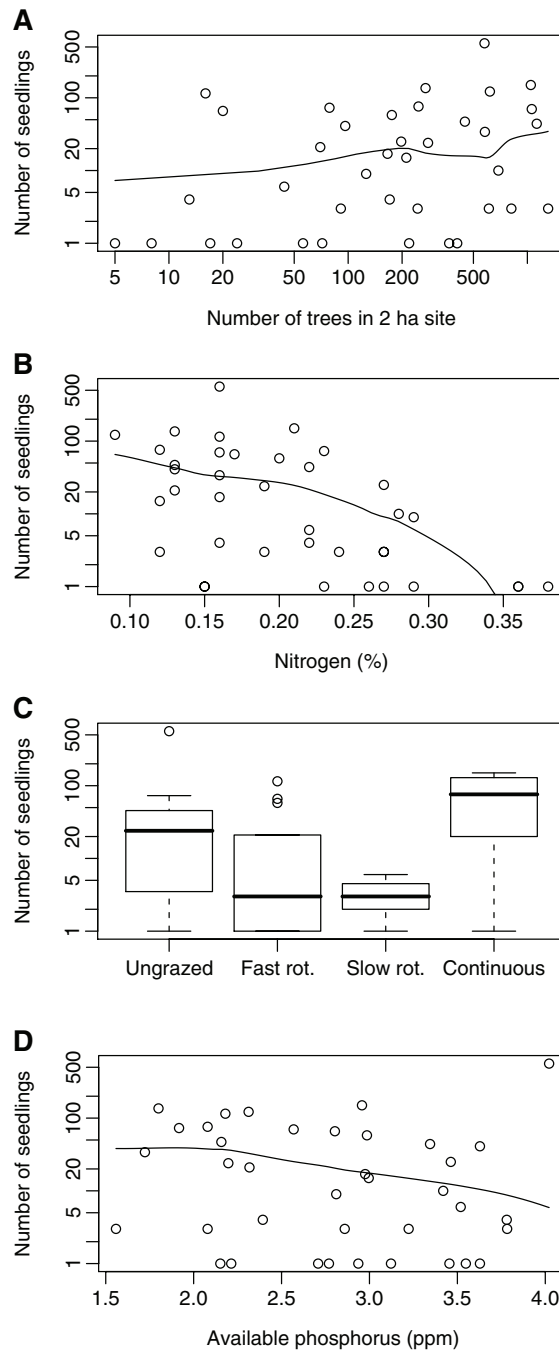 A
Number of seedlings
500
100
20
5
1
5 10 20 50 100 200 500
Number of trees in 2 ha site
B
Number of seedlings
500
100
20
5
1
0.10 0.15 0.20 0.25 0.30 0.35
Nitrogen (%)
C
Number of seedlings
500
100
20
5
1
Ungrazed Fast rot. Slow rot. Continuous
D
Number of seedlings
500
100
20
5
1
1.5 2.0 2.5 3.0 3.5 4.0
Available phosphorus (ppm)